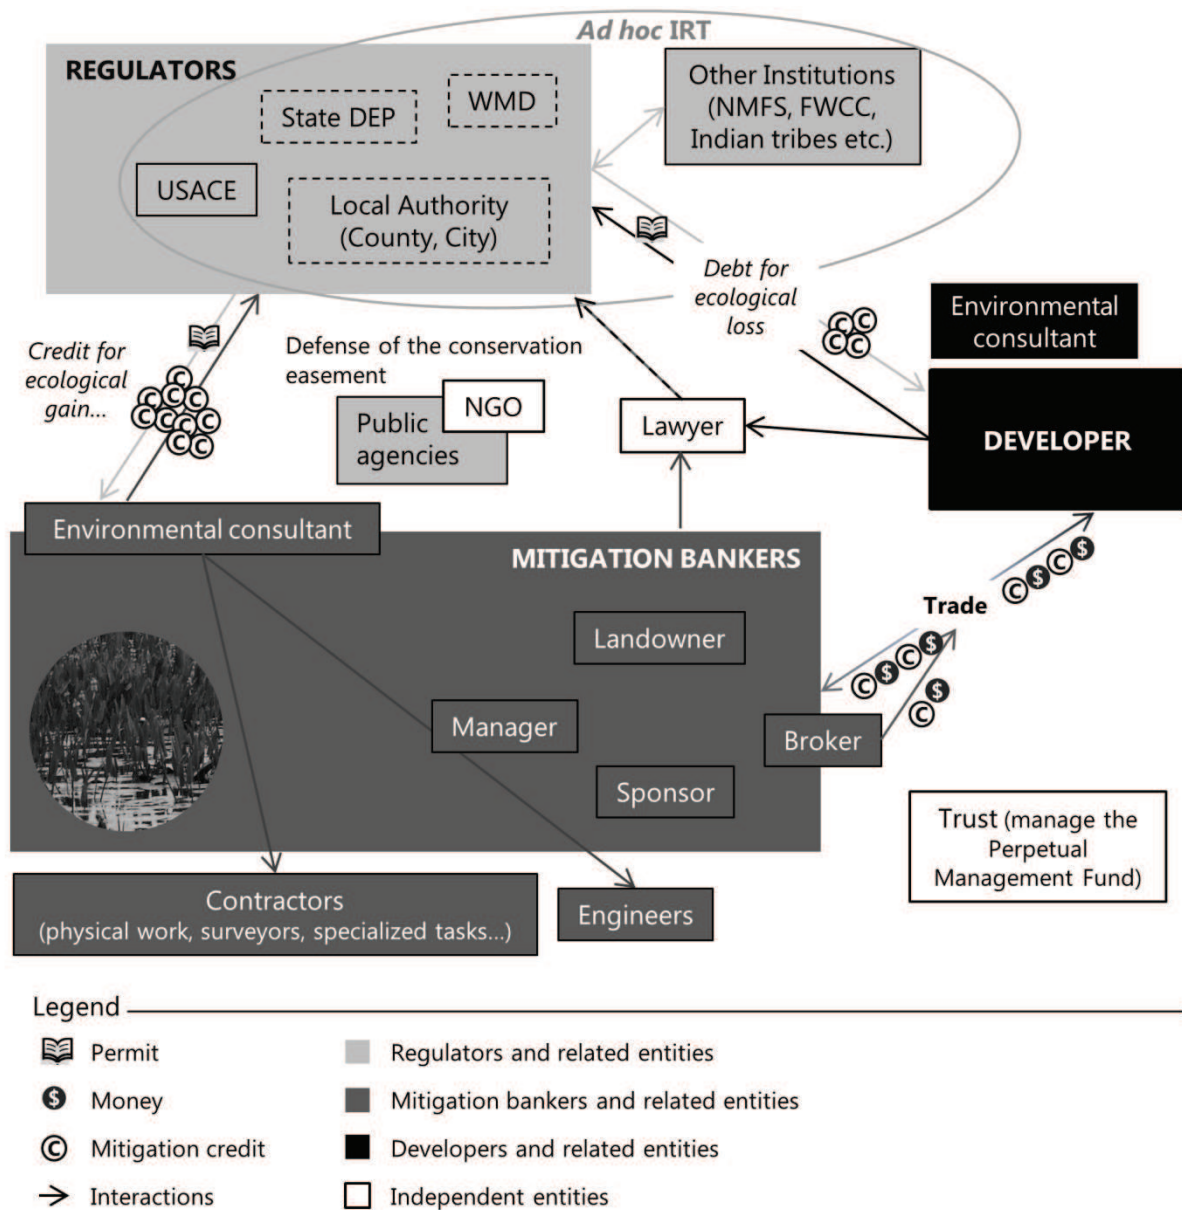 Ad hoc IRT
REGULATORS
State DEP
WMD
USACE
Local Authority
(County, City)
Other Institutions
(NMFS, FWCC,
Indian tribes etc.)
Debt for
ecological
loss
Credit for
ecological
gain...
Defense of the conservation
easement
NGO
Public
agencies
Lawyer
Environmental
consultant
DEVELOPER
Environmental consultant
MITIGATION BANKERS
Landowner
Manager
Sponsor
Broker
Trade
C $ C $
C $ C $
C $
Trust (manage the
Perpetual
Management Fund)
Contractors
(physical work, surveyors, specialized tasks...)
Engineers
Legend
Permit
Regulators and related entities
$ Money
Mitigation bankers and related entities
C Mitigation credit
Developers and related entities
Interactions
Independent entities